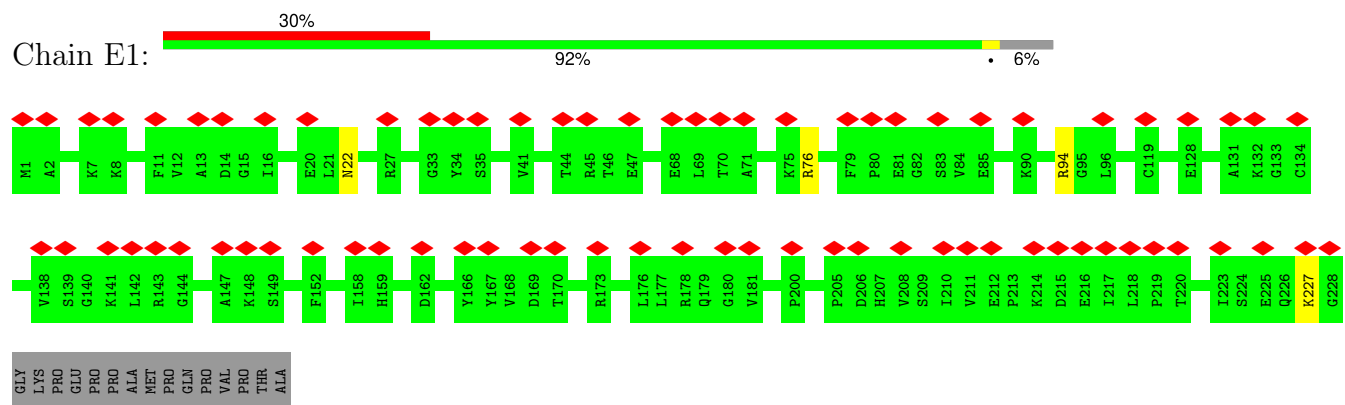 30%
Chain E1:
92% • 6%
M1 A2 K7 K8 F11 V12 A13 D14 G15 I16 E20 L21 N22 R27 G33 Y34 S35 V41 T44 R45 T46 E47 E68 L69 T70 A71 K75 R76 F79 P80 E81 G82 S83 V84 E85 K90 R94 G95 L96 C119 E128 A131 K132 G133 C134
V138 S139 G140 K141 L142 R143 G144 A147 K148 S149 F152 I158 H159 D162 Y166 Y167 V168 D169 T170 R173 L176 L177 R178 Q179 G180 V181 P200 P205 D206 H207 V208 S209 I210 V211 E212 P213 K214 D215 E216 I217 L218 P219 T220 I223 S224 E225 Q226 K227 G228
GLY LYS PRO GLU PRO PRO ALA MET PRO GLN PRO VAL PRO THR ALA